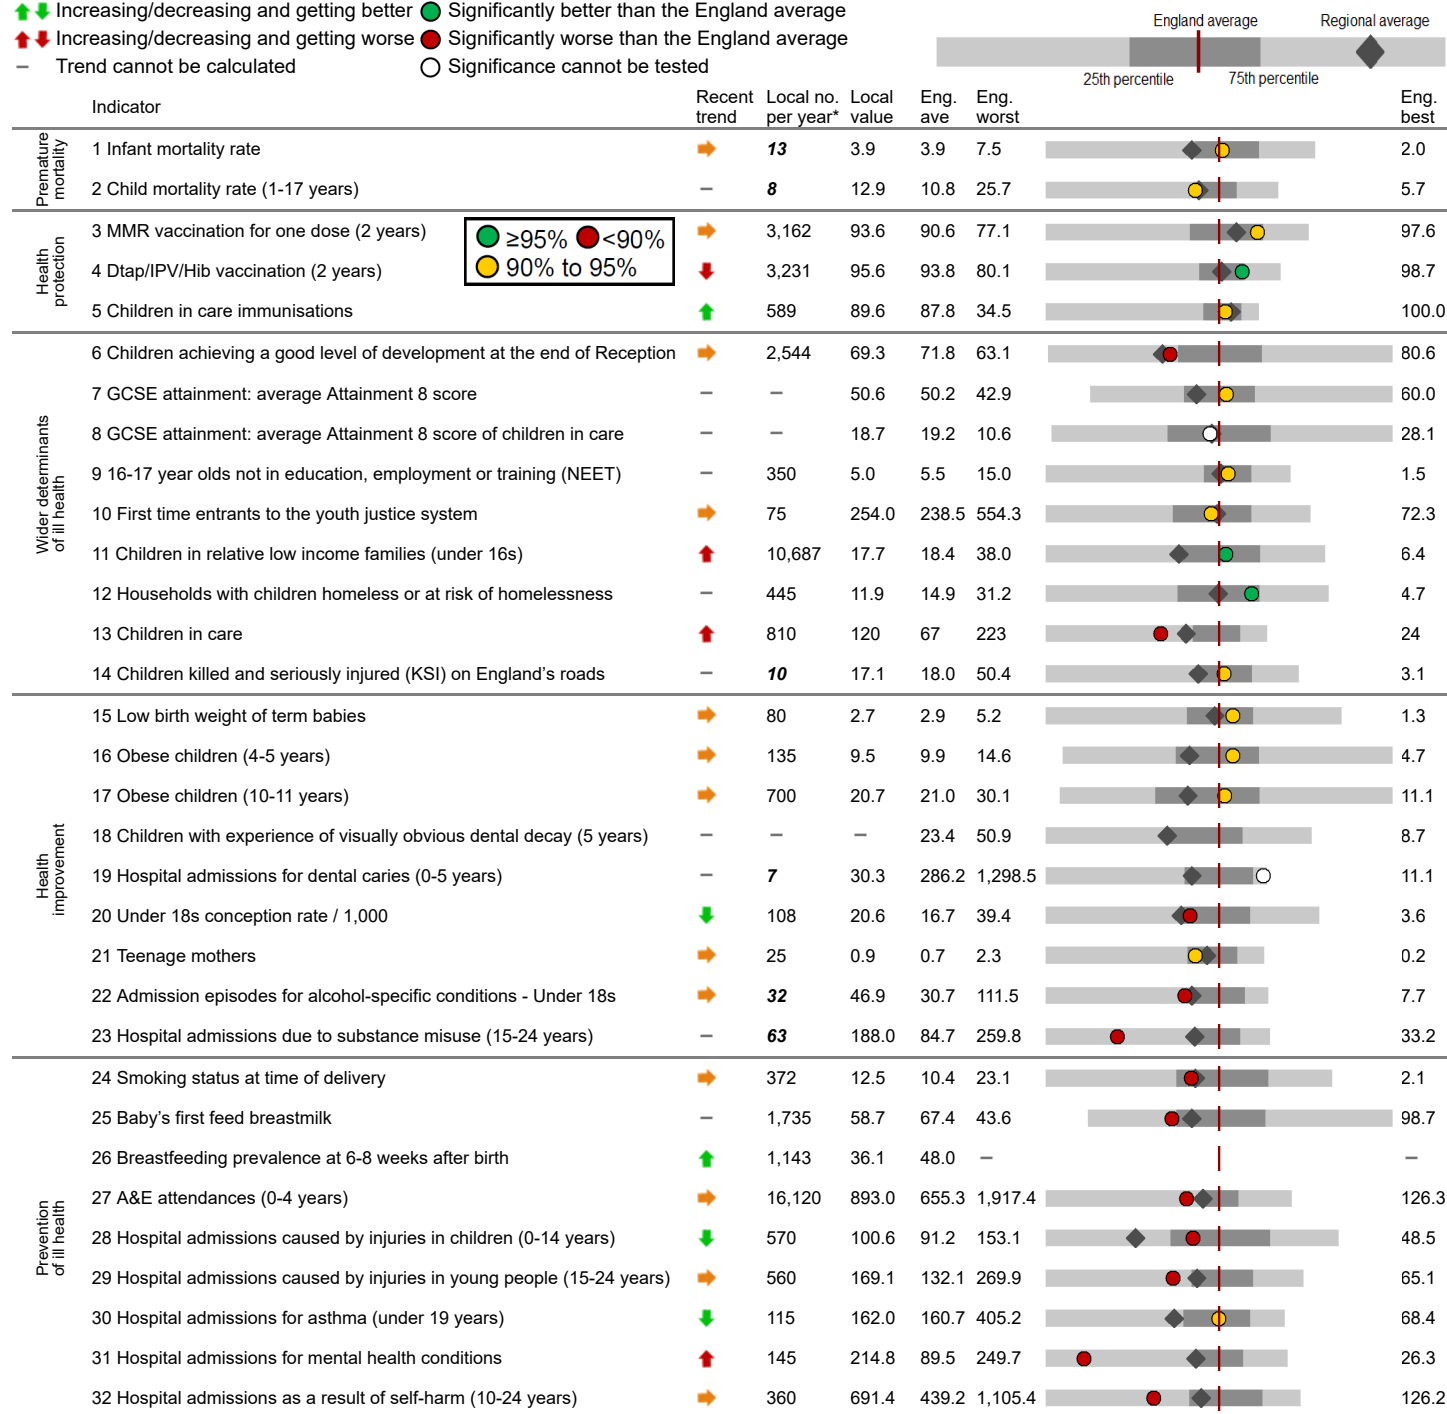 Increasing/decreasing and getting better Significantly better than the England average
Increasing/decreasing and getting worse Significantly worse than the England average
– Trend cannot be calculated Significance cannot be tested
England average Regional average
25th percentile 75th percentile
Indicator Recent trend Local no. per year* Local value Eng. ave Eng. worst Eng. best
Premature mortality
1 Infant mortality rate 13 3.9 3.9 7.5 2.0
2 Child mortality rate (1-17 years) – 8 12.9 10.8 25.7 5.7
Health protection
≥95% <90%
90% to 95%
3 MMR vaccination for one dose (2 years) 3,162 93.6 90.6 77.1 97.6
4 Dtap/IPV/Hib vaccination (2 years) 3,231 95.6 93.8 80.1 98.7
5 Children in care immunisations 589 89.6 87.8 34.5 100.0
Wider determinants of ill health
6 Children achieving a good level of development at the end of Reception 2,544 69.3 71.8 63.1 80.6
7 GCSE attainment: average Attainment 8 score – – 50.6 50.2 42.9 60.0
8 GCSE attainment: average Attainment 8 score of children in care – – 18.7 19.2 10.6 28.1
9 16-17 year olds not in education, employment or training (NEET) – 350 5.0 5.5 15.0 1.5
10 First time entrants to the youth justice system 75 254.0 238.5 554.3 72.3
11 Children in relative low income families (under 16s) 10,687 17.7 18.4 38.0 6.4
12 Households with children homeless or at risk of homelessness – 445 11.9 14.9 31.2 4.7
13 Children in care 810 120 67 223 24
14 Children killed and seriously injured (KSI) on England’s roads – 10 17.1 18.0 50.4 3.1
Health improvement
15 Low birth weight of term babies 80 2.7 2.9 5.2 1.3
16 Obese children (4-5 years) 135 9.5 9.9 14.6 4.7
17 Obese children (10-11 years) 700 20.7 21.0 30.1 11.1
18 Children with experience of visually obvious dental decay (5 years) – – – 23.4 50.9 8.7
19 Hospital admissions for dental caries (0-5 years) – 7 30.3 286.2 1,298.5 11.1
20 Under 18s conception rate / 1,000 108 20.6 16.7 39.4 3.6
21 Teenage mothers 25 0.9 0.7 2.3 0.2
22 Admission episodes for alcohol-specific conditions - Under 18s 32 46.9 30.7 111.5 7.7
23 Hospital admissions due to substance misuse (15-24 years) – 63 188.0 84.7 259.8 33.2
Prevention of ill health
24 Smoking status at time of delivery 372 12.5 10.4 23.1 2.1
25 Baby’s first feed breastmilk – 1,735 58.7 67.4 43.6 98.7
26 Breastfeeding prevalence at 6-8 weeks after birth 1,143 36.1 48.0 – –
27 A&E attendances (0-4 years) 16,120 893.0 655.3 1,917.4 126.3
28 Hospital admissions caused by injuries in children (0-14 years) 570 100.6 91.2 153.1 48.5
29 Hospital admissions caused by injuries in young people (15-24 years) 560 169.1 132.1 269.9 65.1
30 Hospital admissions for asthma (under 19 years) 115 162.0 160.7 405.2 68.4
31 Hospital admissions for mental health conditions 145 214.8 89.5 249.7 26.3
32 Hospital admissions as a result of self-harm (10-24 years) 360 691.4 439.2 1,105.4 126.2